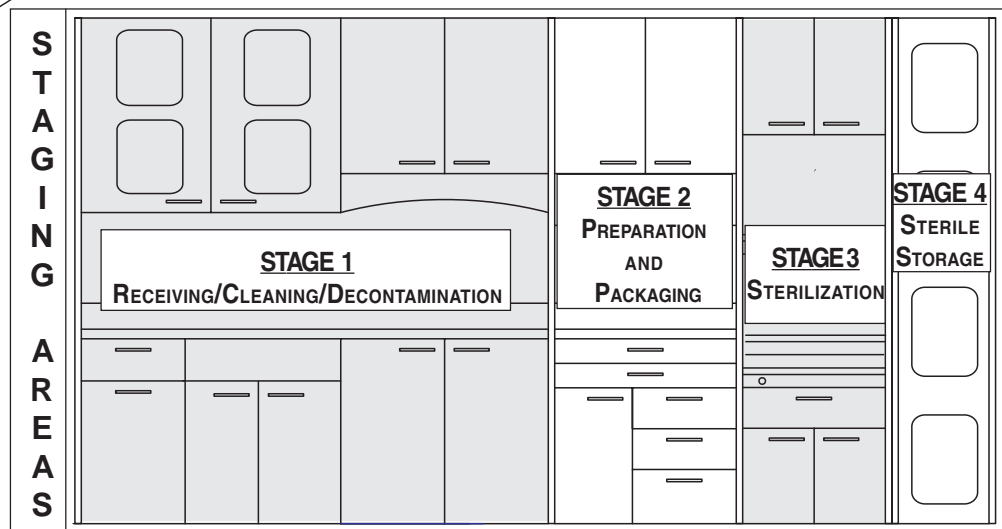 STAGING AREAS
STAGE 1
RECEIVING/CLEANING/DECONTAMINATION
STAGE 2
PREPARATION
AND
PACKAGING
STAGE 3
STERILIZATION
STAGE 4
STERILE
STORAGE